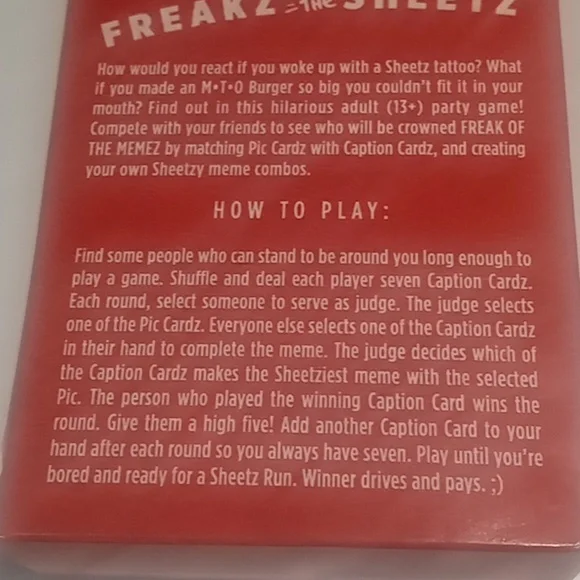 FREAKZ =THE SHEETZ
How would you react if you woke up with a Sheetz tattoo? What
if you made an M•T•O Burger so big you couldn't fit it in your
mouth? Find out in this hilarious adult (13+) party game!
Compete with your friends to see who will be crowned FREAK OF
THE MEMEZ by matching Pic Cardz with Caption Cardz, and creating
your own Sheetzy meme combos.
HOW TO PLAY:
Find some people who can stand to be around you long enough to
play a game. Shuffle and deal each player seven Caption Cardz.
Each round, select someone to serve as judge. The judge selects
one of the Pic Cardz. Everyone else selects one of the Caption Cardz
in their hand to complete the meme. The judge decides which of
the Caption Cardz makes the Sheetziest meme with the selected
Pic. The person who played the winning Caption Card wins the
round. Give them a high five! Add another Caption Card to your
hand after each round so you always have seven. Play until you're
bored and ready for a Sheetz Run. Winner drives and pays. ;)